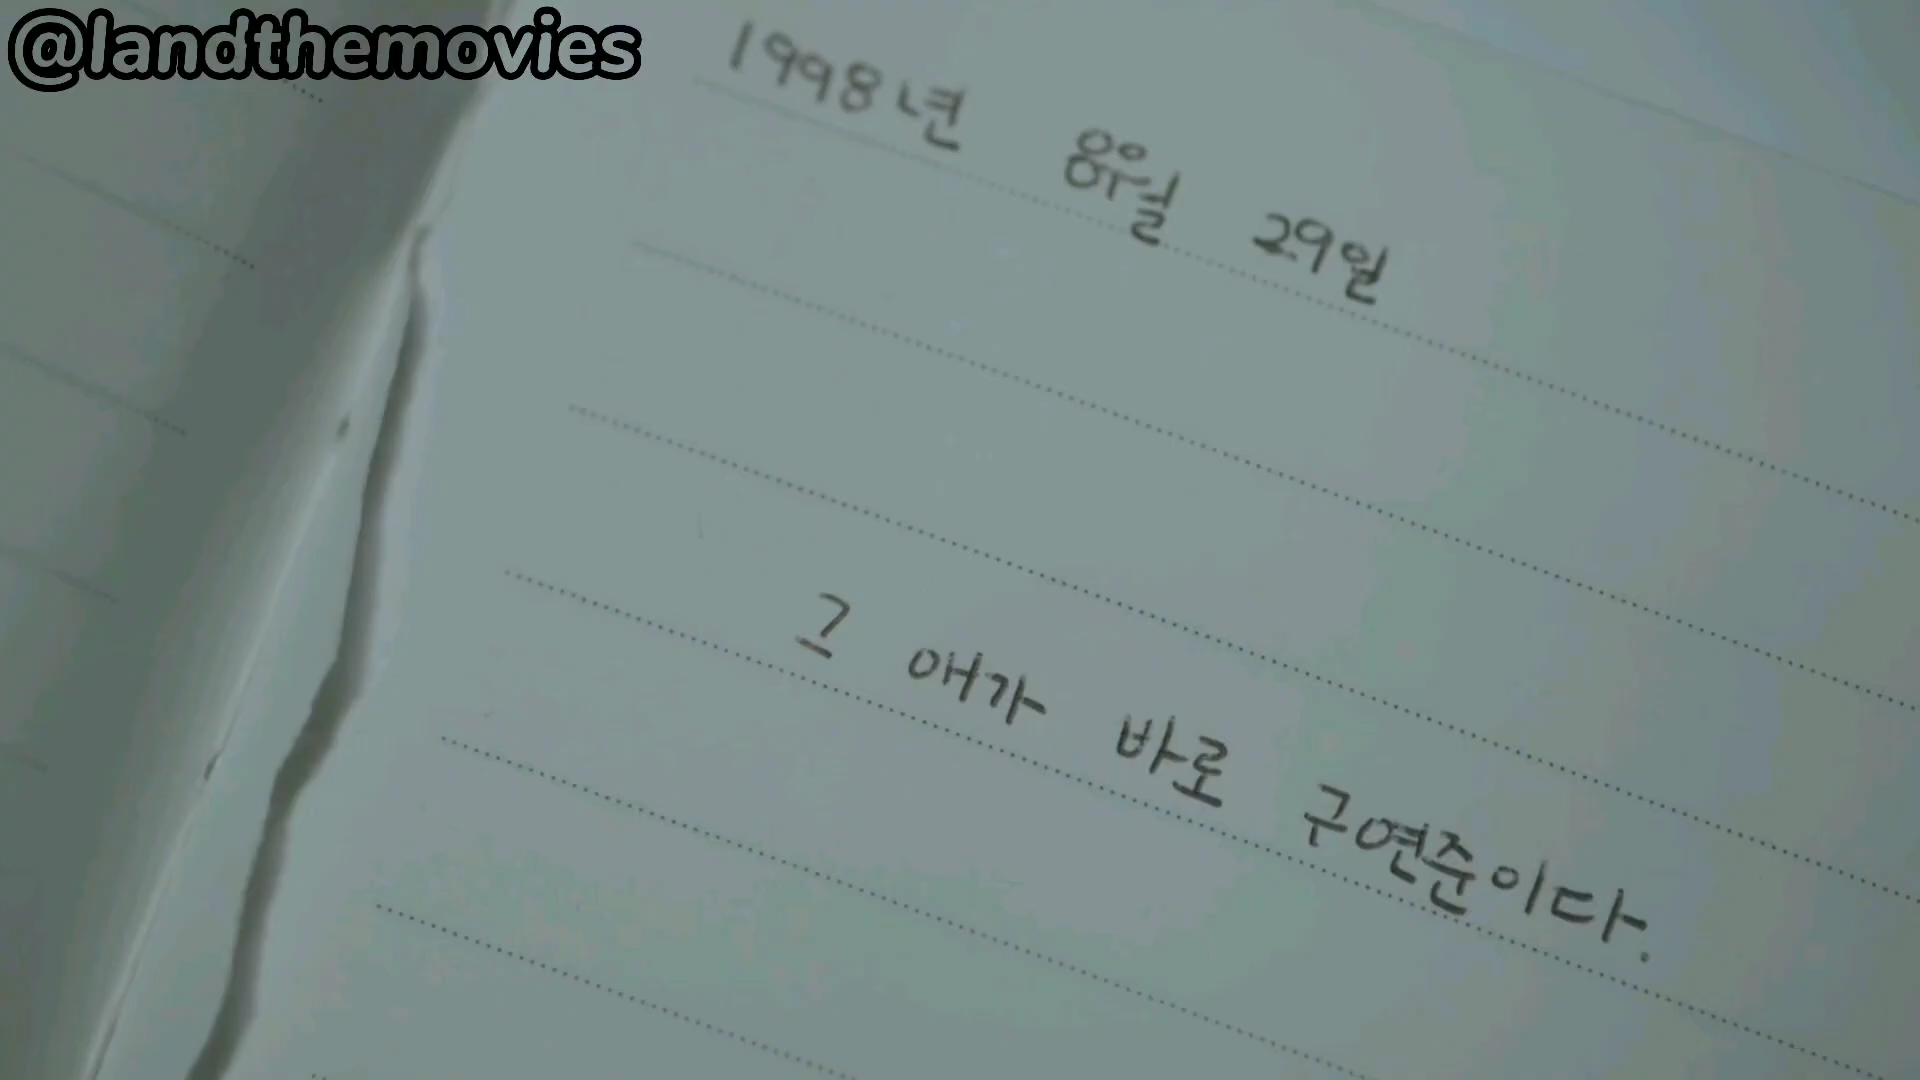 @landthemovies
1998년 8월 29일
그 애가 바로 구연준이다.